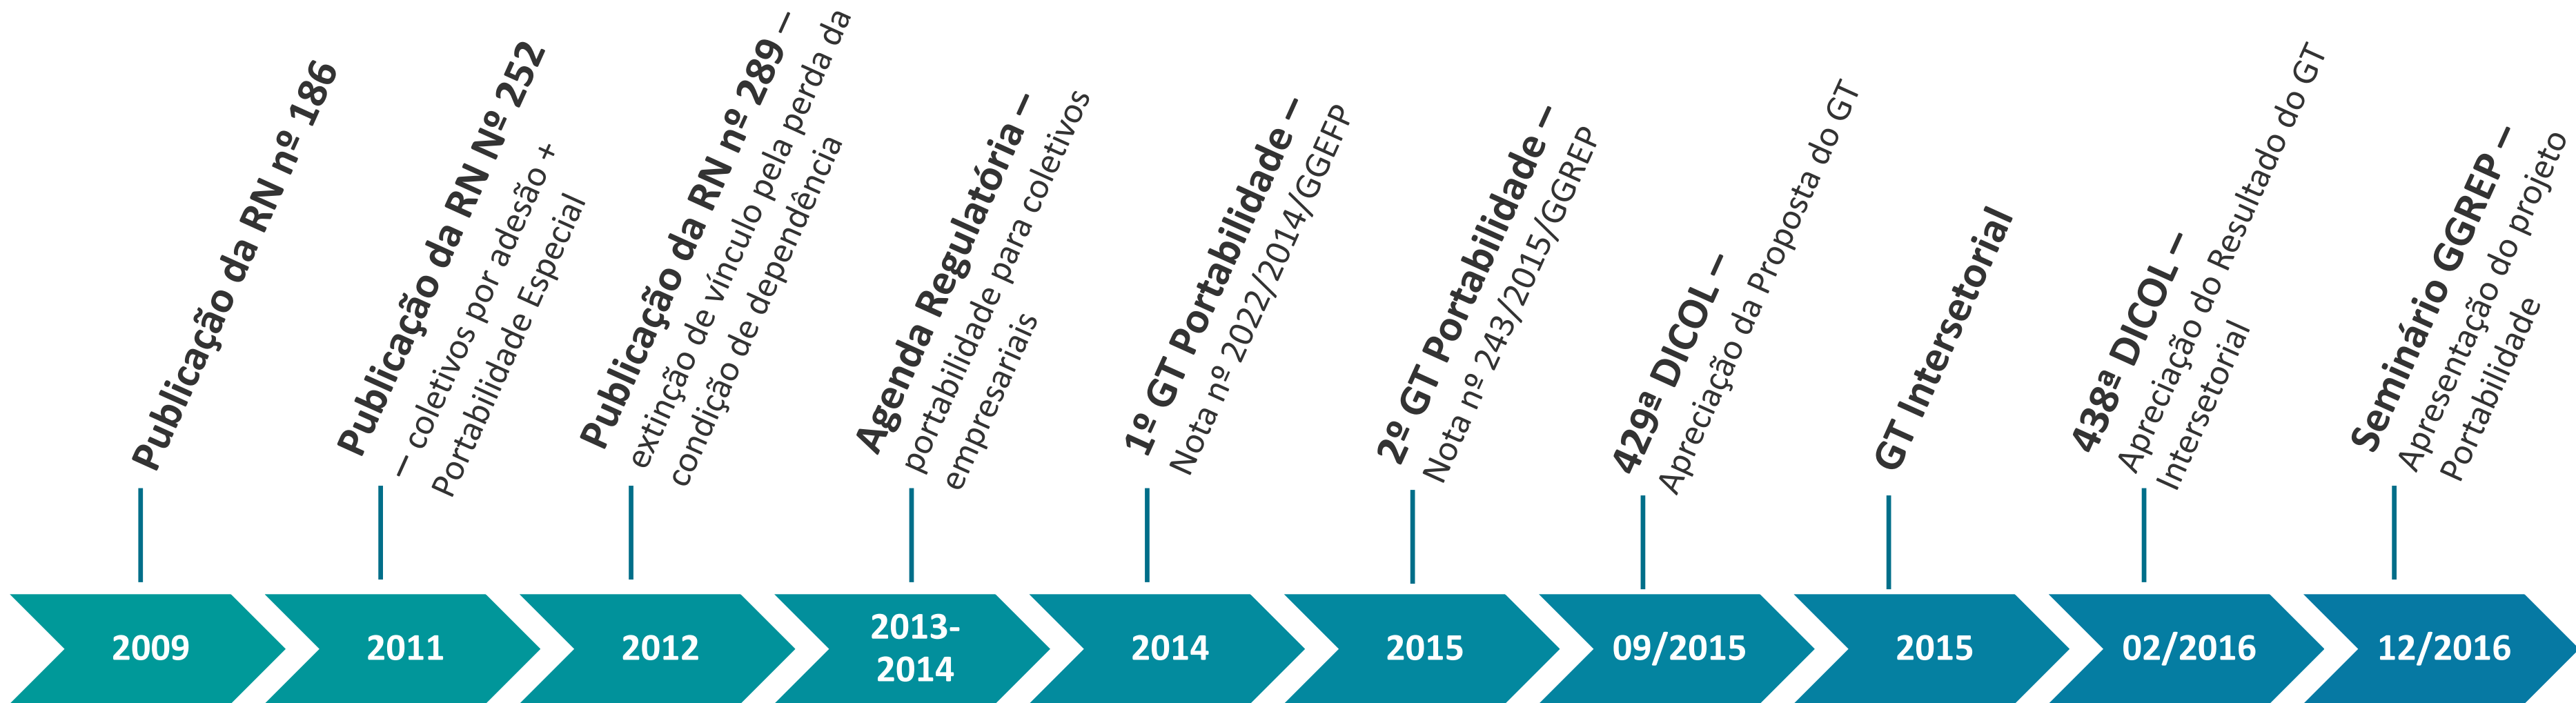 Publicação da RN nº 186
Publicação da RN Nº 252
– coletivos por adesão +
Portabilidade Especial
Publicação da RN nº 289 –
extinção de vínculo pela perda da
condição de dependência
Agenda Regulatória –
portabilidade para coletivos
empresariais
1º GT Portabilidade –
Nota nº 2022/2014/GGEFP
2º GT Portabilidade –
Nota nº 243/2015/GGREP
429ª DICOL –
Apreciação da Proposta do GT
GT Intersetorial
438ª DICOL –
Apreciação do Resultado do GT
Intersetorial
Seminário GGREP –
Apresentação do projeto
Portabilidade
2009
2011
2012
2013-
2014
2014
2015
09/2015
2015
02/2016
12/2016